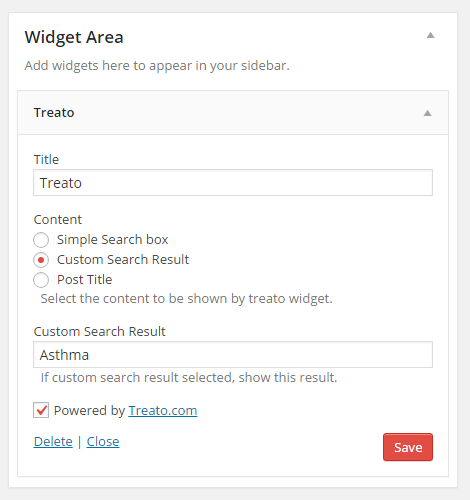 Widget Area
Add widgets here to appear in your sidebar.
Treato
Title
Treato
Content
Simple Search box
Custom Search Result
Post Title
Select the content to be shown by treato widget.
Custom Search Result
Asthma
If custom search result selected, show this result.
Powered by Treato.com
Delete | Close
Save